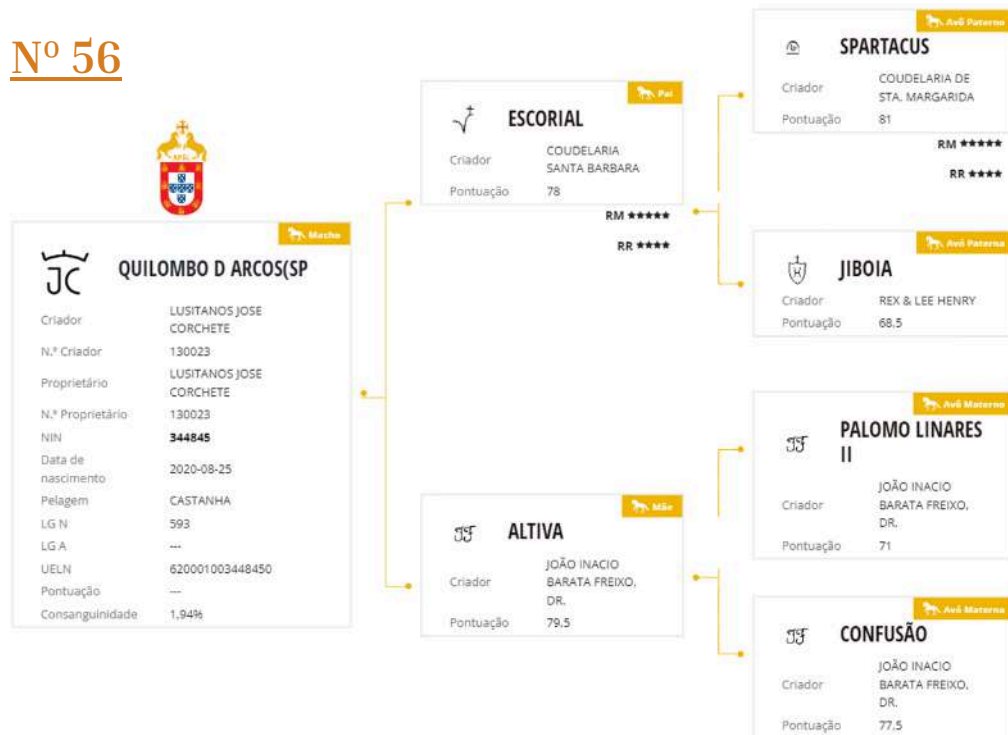 Nº 56
APSL
Macho
JC
QUILOMBO D ARCOS(SP
Criador LUSITANOS JOSE
CORCHETE
N.º Criador 130023
Proprietário LUSITANOS JOSE
CORCHETE
N.º Proprietário 130023
NIN 344845
Data de
nascimento 2020-08-25
Pelagem CASTANHA
LG N 593
LG A ---
UELN 620001003448450
Pontuação ---
Consanguinidade 1,94%
Pai
ESCORIAL
Criador COUDELARIA
SANTA BARBARA
Pontuação 78
RM ★★★★★
RR ★★★★
Mãe
JF ALTIVA
Criador JOÃO INACIO
BARATA FREIXO,
DR.
Pontuação 79.5
Avô Paterno
SPARTACUS
Criador COUDELARIA DE
STA. MARGARIDA
Pontuação 81
RM ★★★★★
RR ★★★★
Avó Paterna
JIBOIA
Criador REX & LEE HENRY
Pontuação 68.5
Avô Materno
JF PALOMO LINARES
II
Criador JOÃO INACIO
BARATA FREIXO,
DR.
Pontuação 71
Avó Materna
JF CONFUSÃO
Criador JOÃO INACIO
BARATA FREIXO,
DR.
Pontuação 77.5